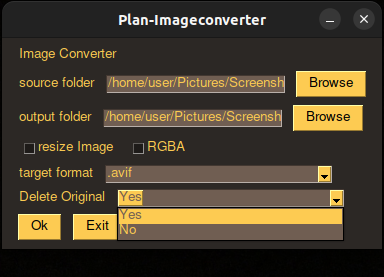 Plan-Imageconverter
Image Converter
source folder /home/user/Pictures/Screensh Browse
output folder /home/user/Pictures/Screensh Browse
resize Image RGBA
target format .avif
Delete Original Yes
Yes
Ok Exit No